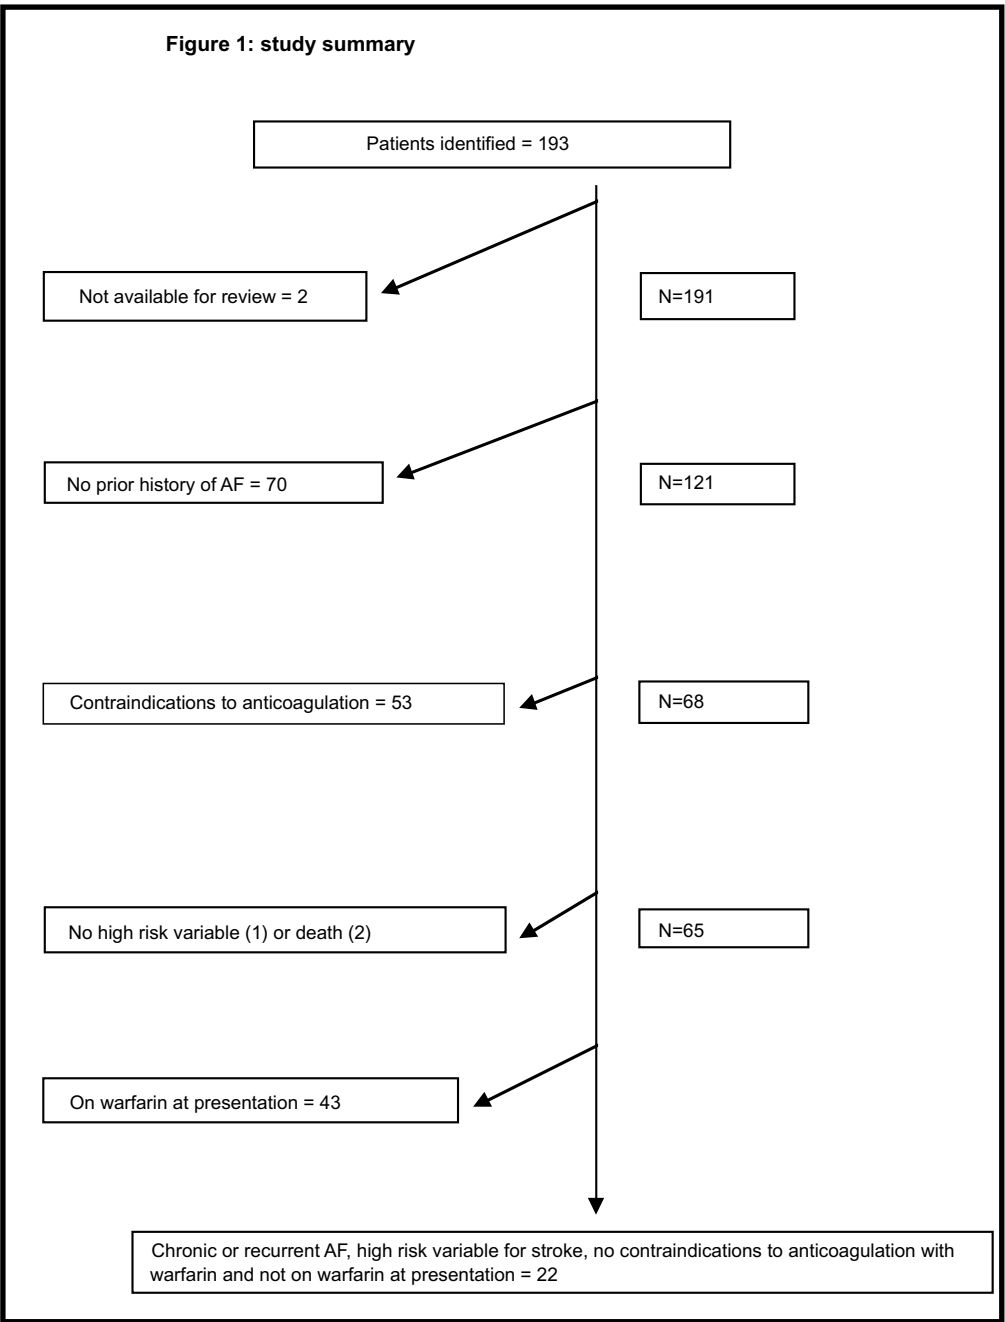 Figure 1: study summary
Patients identified = 193
Not available for review = 2
N=191
No prior history of AF = 70
N=121
Contraindications to anticoagulation = 53
N=68
No high risk variable (1) or death (2)
N=65
On warfarin at presentation = 43
Chronic or recurrent AF, high risk variable for stroke, no contraindications to anticoagulation with
warfarin and not on warfarin at presentation = 22